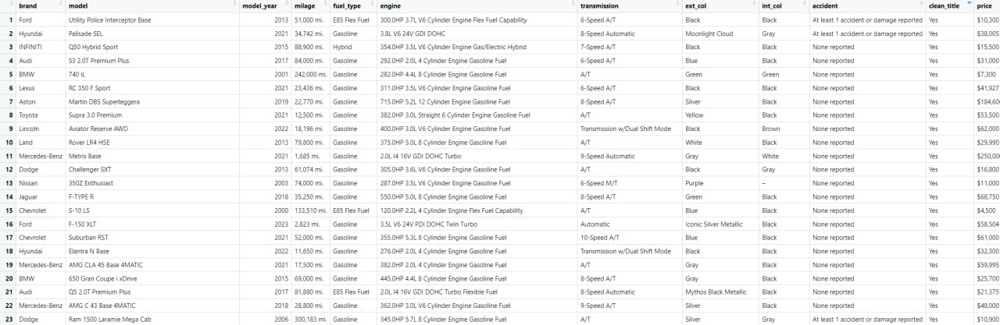 brand model model_year milage fuel_type engine transmission ext_col int_col accident clean_title price
1 Ford Utility Police Interceptor Base 2013 51,000 mi. E85 Flex Fuel 300.0HP 3.7L V6 Cylinder Engine Flex Fuel Capability 6-Speed A/T Black Black At least 1 accident or damage reported Yes $10,300
2 Hyundai Palisade SEL 2021 34,742 mi. Gasoline 3.8L V6 24V GDI DOHC 8-Speed Automatic Moonlight Cloud Gray At least 1 accident or damage reported Yes $38,005
3 INFINITI Q50 Hybrid Sport 2015 88,900 mi. Hybrid 354.0HP 3.5L V6 Cylinder Engine Gas/Electric Hybrid 7-Speed A/T Black Black None reported Yes $15,500
4 Audi S3 2.0T Premium Plus 2017 84,000 mi. Gasoline 292.0HP 2.0L 4 Cylinder Engine Gasoline Fuel 6-Speed A/T Blue Black None reported Yes $31,000
5 BMW 740 iL 2001 242,000 mi. Gasoline 282.0HP 4.4L 8 Cylinder Engine Gasoline Fuel A/T Green Green None reported Yes $7,300
6 Lexus RC 350 F Sport 2021 23,436 mi. Gasoline 311.0HP 3.5L V6 Cylinder Engine Gasoline Fuel 6-Speed A/T Black Black None reported Yes $41,927
7 Aston Martin DBS Superleggera 2019 22,770 mi. Gasoline 715.0HP 5.2L 12 Cylinder Engine Gasoline Fuel 8-Speed A/T Silver Black None reported Yes $184,60
8 Toyota Supra 3.0 Premium 2021 12,500 mi. Gasoline 382.0HP 3.0L Straight 6 Cylinder Engine Gasoline Fuel A/T Yellow Black None reported Yes $53,500
9 Lincoln Aviator Reserve AWD 2022 18,196 mi. Gasoline 400.0HP 3.0L V6 Cylinder Engine Gasoline Fuel Transmission w/Dual Shift Mode Black Brown None reported Yes $62,000
10 Land Rover LR4 HSE 2013 79,800 mi. Gasoline 375.0HP 5.0L 8 Cylinder Engine Gasoline Fuel A/T White Black None reported Yes $29,990
11 Mercedes-Benz Metris Base 2021 1,685 mi. Gasoline 2.0L I4 16V GDI DOHC Turbo 9-Speed Automatic Gray White None reported Yes $250,00
12 Dodge Challenger SXT 2013 61,074 mi. Gasoline 305.0HP 3.6L V6 Cylinder Engine Gasoline Fuel A/T Black Gray None reported Yes $16,800
13 Nissan 350Z Enthusiast 2003 74,000 mi. Gasoline 287.0HP 3.5L V6 Cylinder Engine Gasoline Fuel 6-Speed M/T Purple – None reported Yes $11,000
14 Jaguar F-TYPE R 2018 35,250 mi. Gasoline 550.0HP 5.0L 8 Cylinder Engine Gasoline Fuel 8-Speed A/T Green Black None reported Yes $68,750
15 Chevrolet S-10 LS 2000 133,510 mi. E85 Flex Fuel 120.0HP 2.2L 4 Cylinder Engine Flex Fuel Capability A/T Blue Black None reported Yes $4,500
16 Ford F-150 XLT 2023 2,823 mi. Gasoline 3.5L V6 24V PDI DOHC Twin Turbo Automatic Iconic Silver Metallic Black None reported Yes $58,504
17 Chevrolet Suburban RST 2021 52,000 mi. Gasoline 355.0HP 5.3L 8 Cylinder Engine Gasoline Fuel 10-Speed A/T Blue Black None reported Yes $61,000
18 Hyundai Elantra N Base 2022 11,650 mi. Gasoline 276.0HP 2.0L 4 Cylinder Engine Gasoline Fuel Transmission w/Dual Shift Mode Black Black None reported Yes $32,300
19 Mercedes-Benz AMG CLA 45 Base 4MATIC 2021 17,500 mi. Gasoline 382.0HP 2.0L 4 Cylinder Engine Gasoline Fuel A/T Gray Black None reported Yes $59,995
20 BMW 650 Gran Coupe i xDrive 2015 69,000 mi. Gasoline 445.0HP 4.4L 8 Cylinder Engine Gasoline Fuel 8-Speed A/T Gray Black None reported Yes $25,700
21 Audi Q5 2.0T Premium Plus 2017 81,880 mi. E85 Flex Fuel 2.0L I4 16V GDI DOHC Turbo Flexible Fuel 8-Speed Automatic Mythos Black Metallic Black None reported Yes $21,375
22 Mercedes-Benz AMG C 43 Base 4MATIC 2018 28,800 mi. Gasoline 362.0HP 3.0L V6 Cylinder Engine Gasoline Fuel 9-Speed A/T Silver Black None reported Yes $48,000
23 Dodge Ram 1500 Laramie Mega Cab 2006 300,183 mi. Gasoline 345.0HP 5.7L 8 Cylinder Engine Gasoline Fuel A/T Silver Gray At least 1 accident or damage reported Yes $10,900